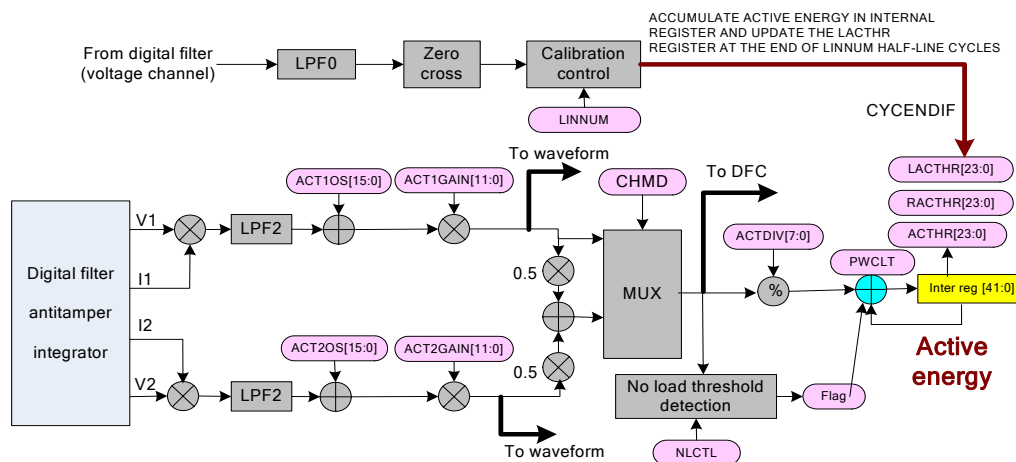 ACCUMULATE ACTIVE ENERGY IN INTERNAL
REGISTER AND UPDATE THE LACTHR
REGISTER AT THE END OF LINNUM HALF-LINE CYCLES
From digital filter
(voltage channel)
LPF0
Zero
cross
Calibration
control
LINNUM
CYCENDIF
To waveform
To DFC
LACTHR[23:0]
RACTHR[23:0]
ACTHR[23:0]
ACT1OS[15:0]
ACT1GAIN[11:0]
CHMD
ACTDIV[7:0]
PWCLT
Digital filter
antitamper
integrator
V1
I1
I2
V2
LPF2
0.5
MUX
%
Inter reg [41:0]
Active
energy
ACT2OS[15:0]
ACT2GAIN[11:0]
0.5
LPF2
No load threshold
detection
Flag
To waveform
NLCTL